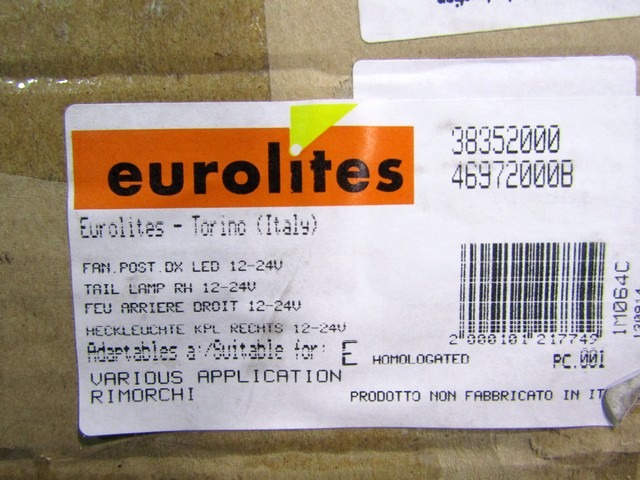 eurolites
38352000
46972000B
Eurolites - Torino (Italy)
FAN.POST.DX LED 12-24V
TAIL LAMP RH 12-24V
FEU ARRIERE DROIT 12-24V
HECKLEUCHTE KPL RECHTS 12-24V
Adaptables a:/Suitable for:
E HOMOLOGATED
VARIOUS APPLICATION
RIMORCHI
2 000101 217749
PC.001
1M064C
PRODOTTO NON FABBRICATO IN IT